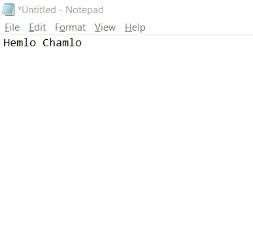 *Untitled - Notepad
File Edit Format View Help
Hemlo Chamlo